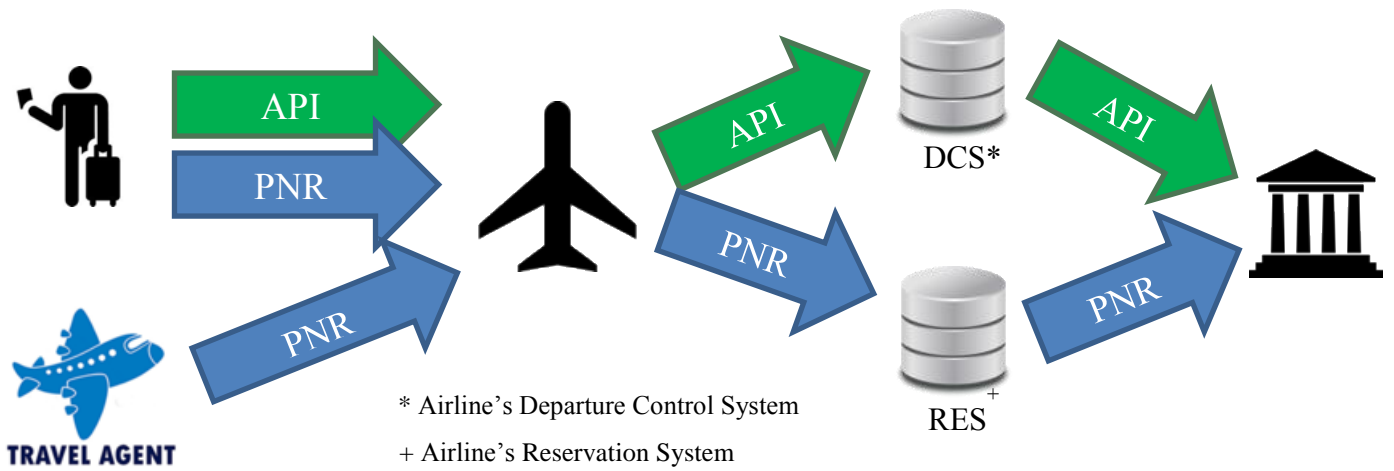 API
API
API
DCS*
PNR
PNR
PNR
PNR
RES+
* Airline's Departure Control System
+ Airline's Reservation System
TRAVEL AGENT